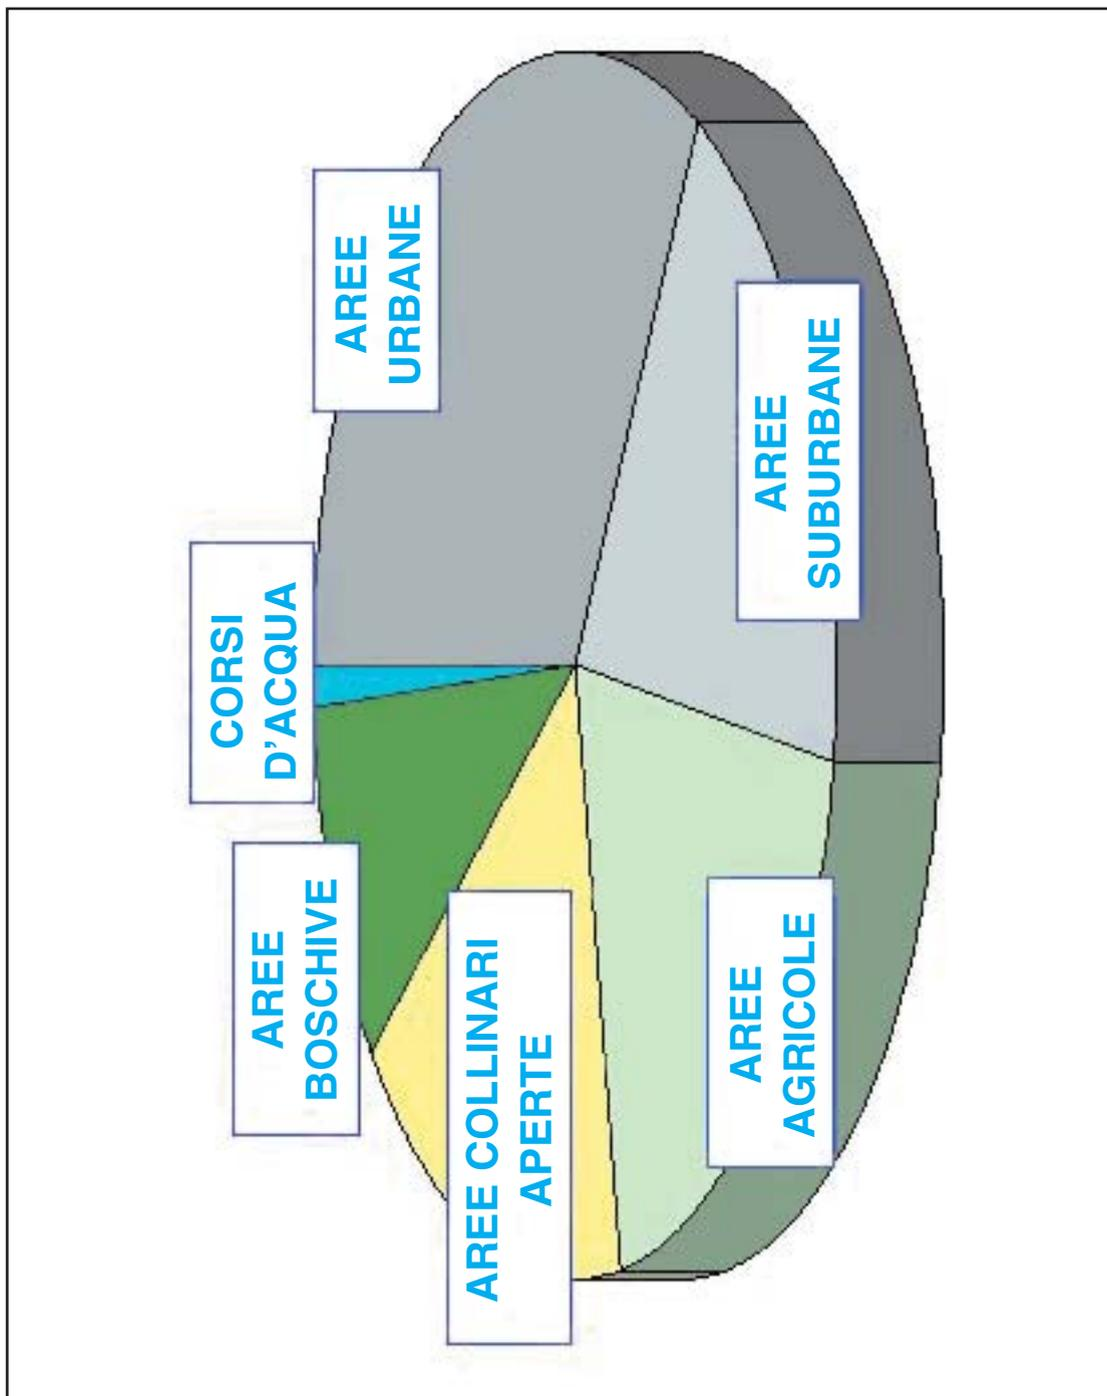 CORSI
D'ACQUA
AREE
URBANE
AREE
BOSCHIVE
AREE COLLINARI
APERTE
AREE
SUBURBANE
AREE
AGRICOLE